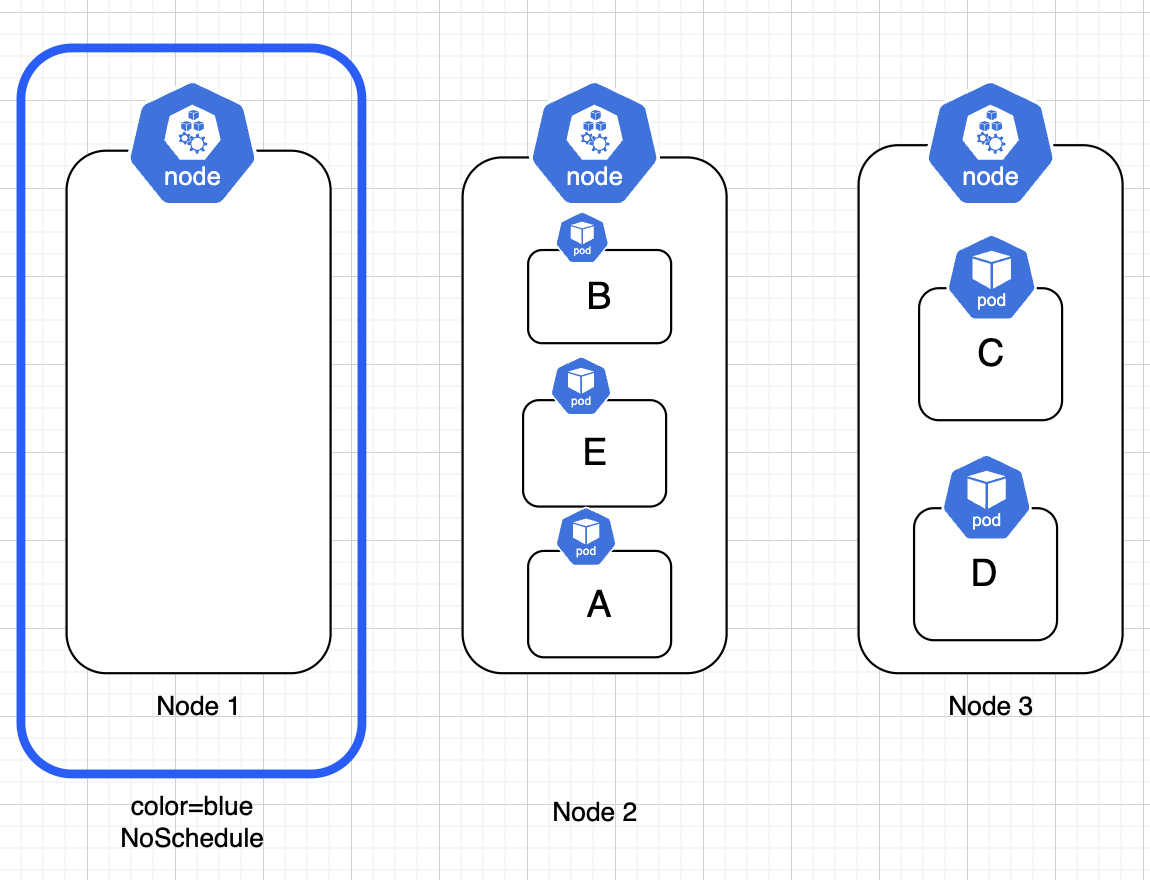 node
node
node
pod
B
pod
E
pod
A
pod
C
pod
D
Node 1
Node 3
color=blue
NoSchedule
Node 2